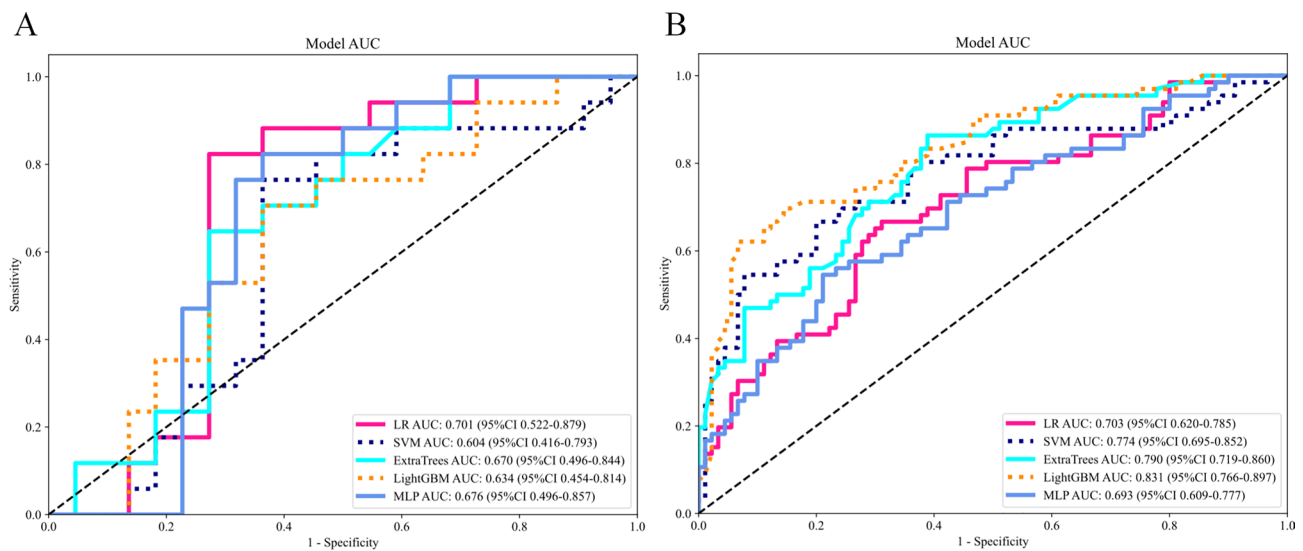 A
Model AUC
Sensitivity
1.0
0.8
0.6
0.4
0.2
0.0
0.0 0.2 0.4 0.6 0.8 1.0
1 - Specificity
LR AUC: 0.701 (95%CI 0.522-0.879)
SVM AUC: 0.604 (95%CI 0.416-0.793)
ExtraTrees AUC: 0.670 (95%CI 0.496-0.844)
LightGBM AUC: 0.634 (95%CI 0.454-0.814)
MLP AUC: 0.676 (95%CI 0.496-0.857)
B
Model AUC
Sensitivity
1.0
0.8
0.6
0.4
0.2
0.0
0.0 0.2 0.4 0.6 0.8 1.0
1 - Specificity
LR AUC: 0.703 (95%CI 0.620-0.785)
SVM AUC: 0.774 (95%CI 0.695-0.852)
ExtraTrees AUC: 0.790 (95%CI 0.719-0.860)
LightGBM AUC: 0.831 (95%CI 0.766-0.897)
MLP AUC: 0.693 (95%CI 0.609-0.777)